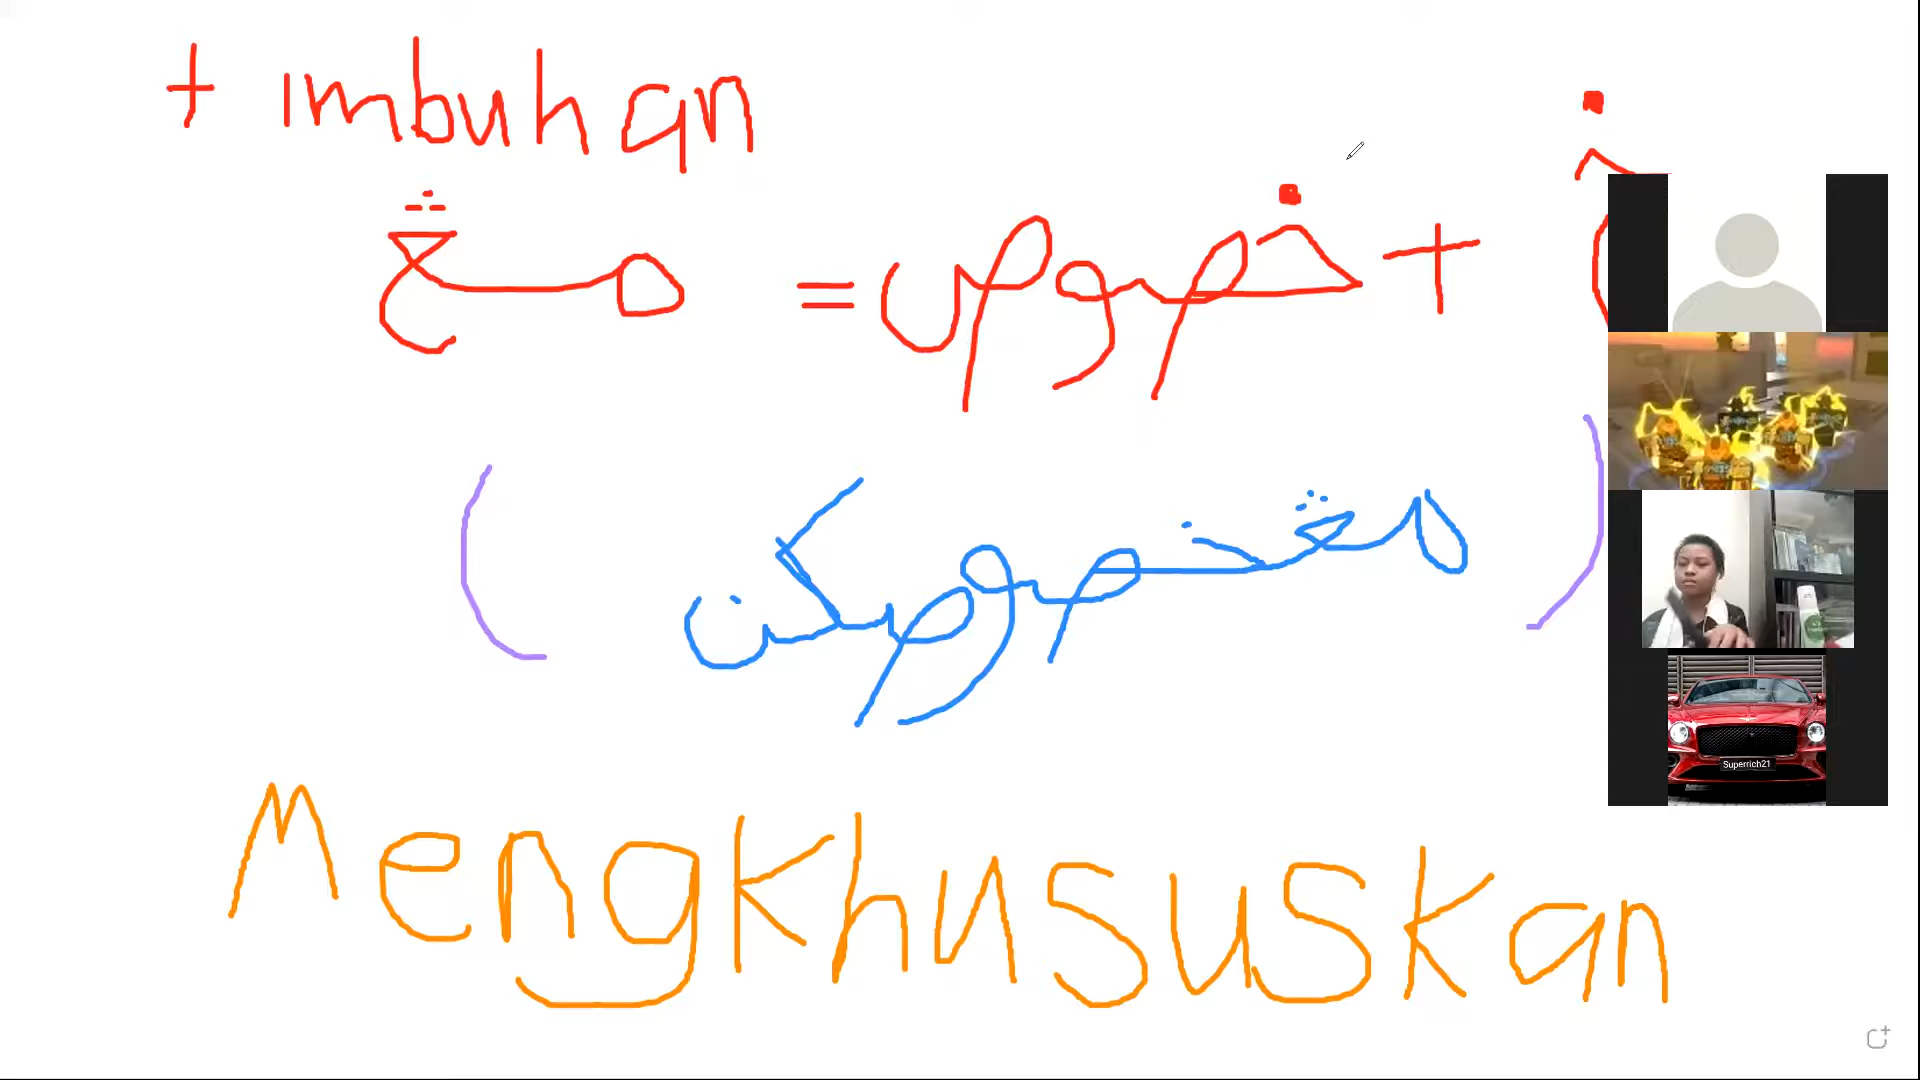 + imbuhan
+ خصوص = مڠ
( مڠخصوصکن )
Superrich21
Mengkhususkan